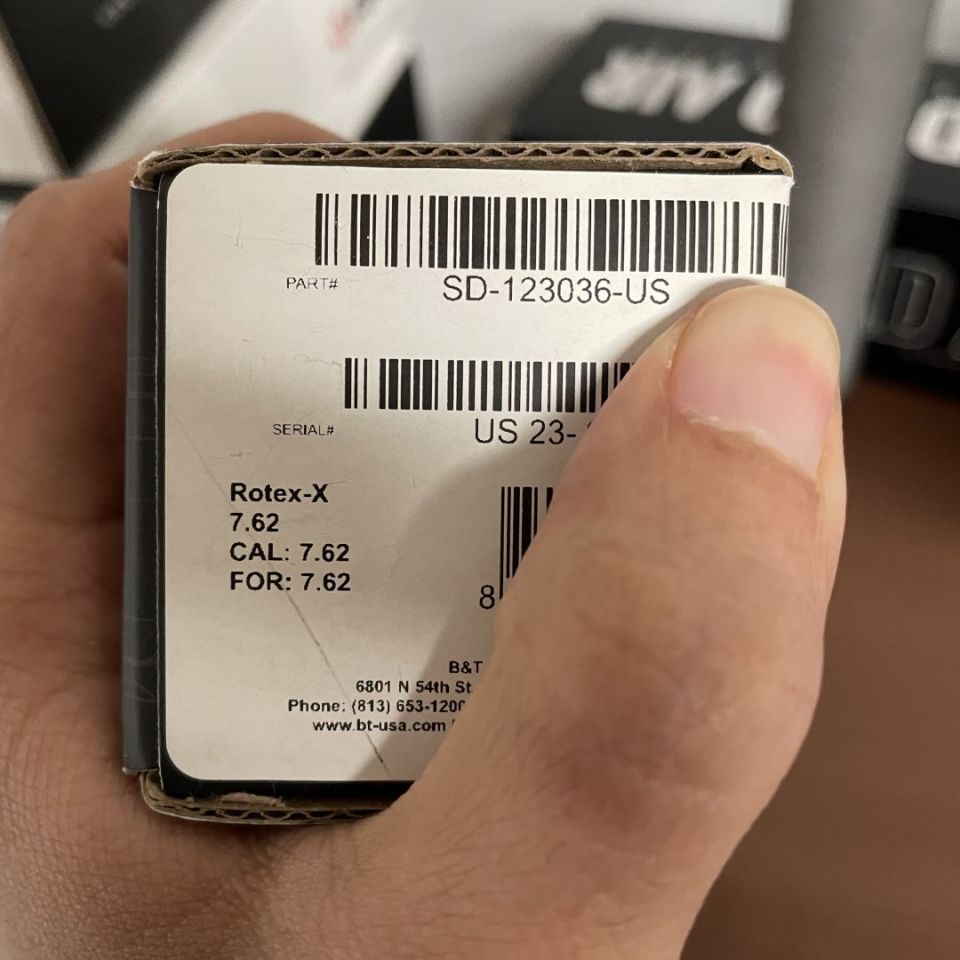 AIR
D
PART#
SD-123036-US
SERIAL#
US 23-
Rotex-X
7.62
CAL: 7.62
FOR: 7.62
8
B&T
6801 N 54th St
Phone: (813) 653-1200
www.bt-usa.com